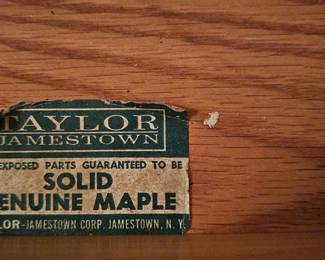 TAYLOR
JAMESTOWN
EXPOSED PARTS GUARANTEED TO BE
SOLID
ENUINE MAPLE
LOR-JAMESTOWN CORP. JAMESTOWN, N.Y.